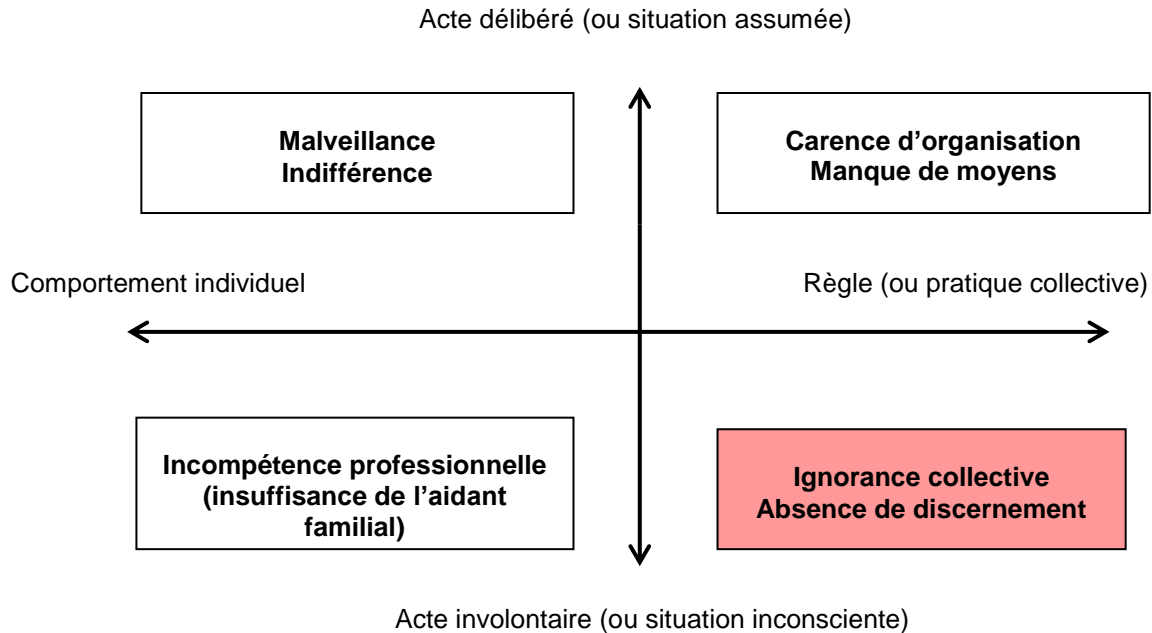 Acte délibéré (ou situation assumée)
Malveillance
Indifférence
Carence d'organisation
Manque de moyens
Comportement individuel
Règle (ou pratique collective)
Incompétence professionnelle
(insuffisance de l'aidant
familial)
Ignorance collective
Absence de discernement
Acte involontaire (ou situation inconsciente)